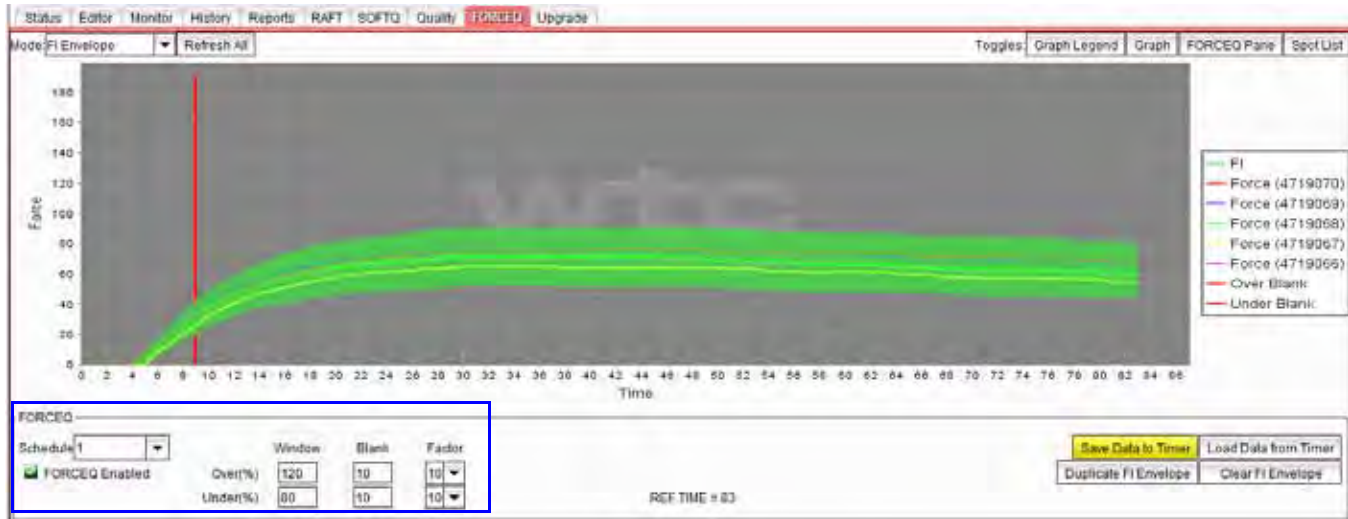 Status Editor Monitor History Reports RAFT SOFTQ Quality FORCEQ Upgrade
Mode: FI Envelope Refresh All Toggles: Graph Legend Graph FORCEQ Pane Spot List
180
160
140
120
100
80
60
40
20
0
Force
0 2 4 6 8 10 12 14 16 18 20 22 24 26 28 30 32 34 36 38 40 42 44 46 48 50 52 54 56 58 60 62 64 66 68 70 72 74 76 78 80 82 84 86
Time
FI
Force (4719070)
Force (4719069)
Force (4719068)
Force (4719067)
Force (4719066)
Over Blank
Under Blank
FORCEQ
Schedule 1 Window Blank Factor
FORCEQ Enabled Over(%) 120 10 10
Under(%) 80 10 10
REF TIME = 83
Save Data to Timer Load Data from Timer
Duplicate FI Envelope Clear FI Envelope